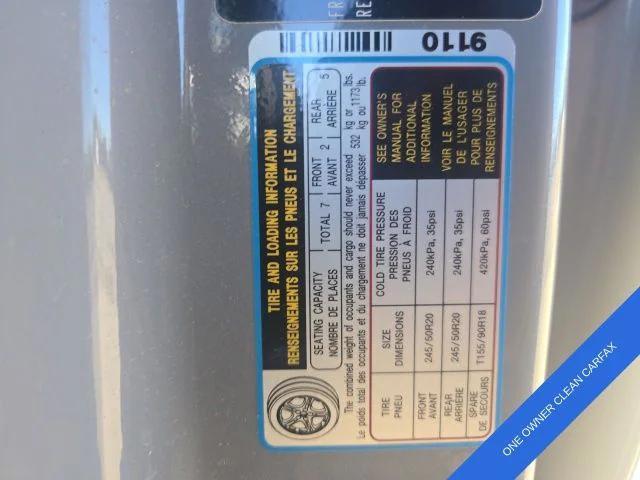 FR
RE
9110
TIRE AND LOADING INFORMATION
RENSEIGNEMENTS SUR LES PNEUS ET LE CHARGEMENT
SEATING CAPACITY
NOMBRE DE PLACES
TOTAL 7
FRONT
AVANT 2
REAR
ARRIÈRE 5
The combined weight of occupants and cargo should never exceed 532 kg or 1173 lbs.
Le poids total des occupants et du chargement ne doit jamais dépasser 532 kg ou 1173 lb.
TIRE
PNEU
SIZE
DIMENSIONS
COLD TIRE PRESSURE
PRESSION DES
PNEUS À FROID
FRONT
AVANT
245/50R20
240kPa, 35psi
REAR
ARRIÈRE
245/50R20
240kPa, 35psi
SPARE
DE SECOURS
T155/90R18
420kPa, 60psi
SEE OWNER'S
MANUAL FOR
ADDITIONAL
INFORMATION
VOIR LE MANUEL
DE L'USAGER
POUR PLUS DE
RENSEIGNEMENTS
ONE OWNER CLEAN CARFAX